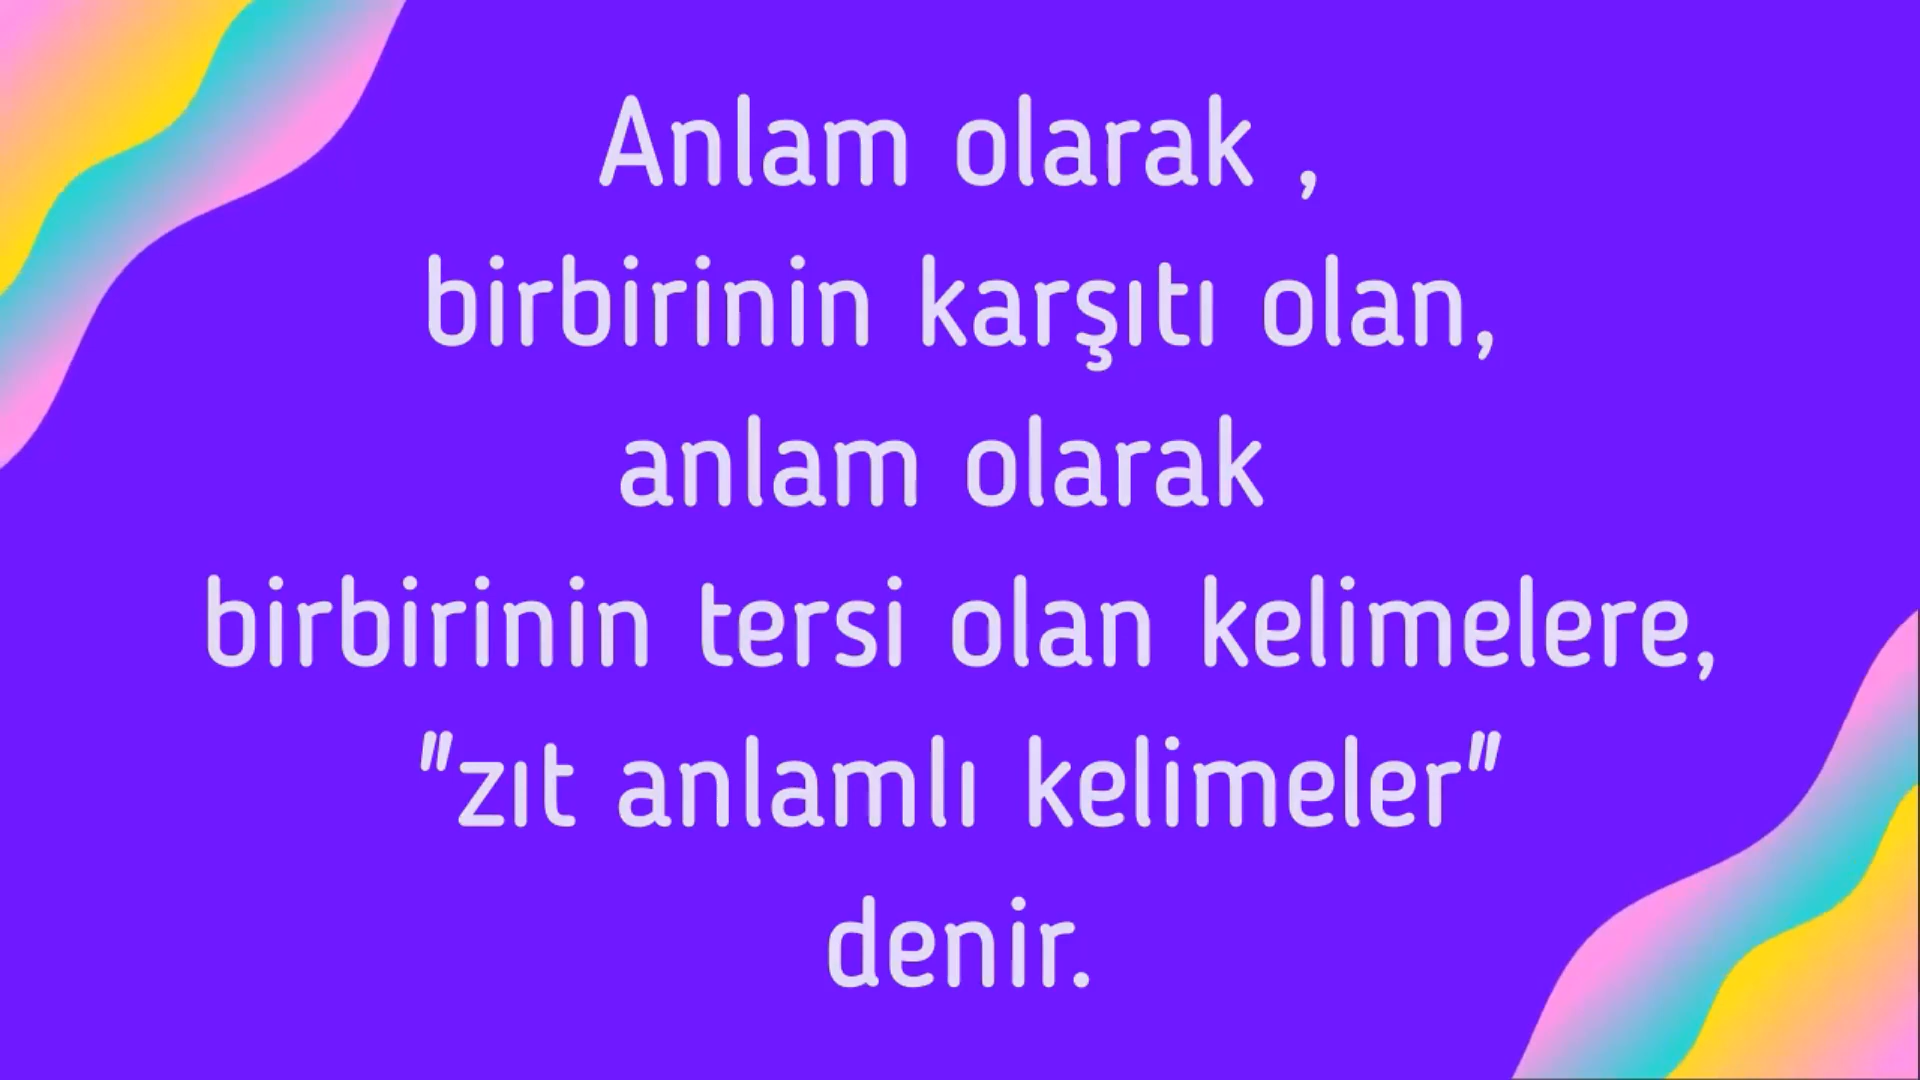 Anlam olarak ,
birbirinin karşıtı olan,
anlam olarak
birbirinin tersi olan kelimelere,
"zıt anlamlı kelimeler"
denir.